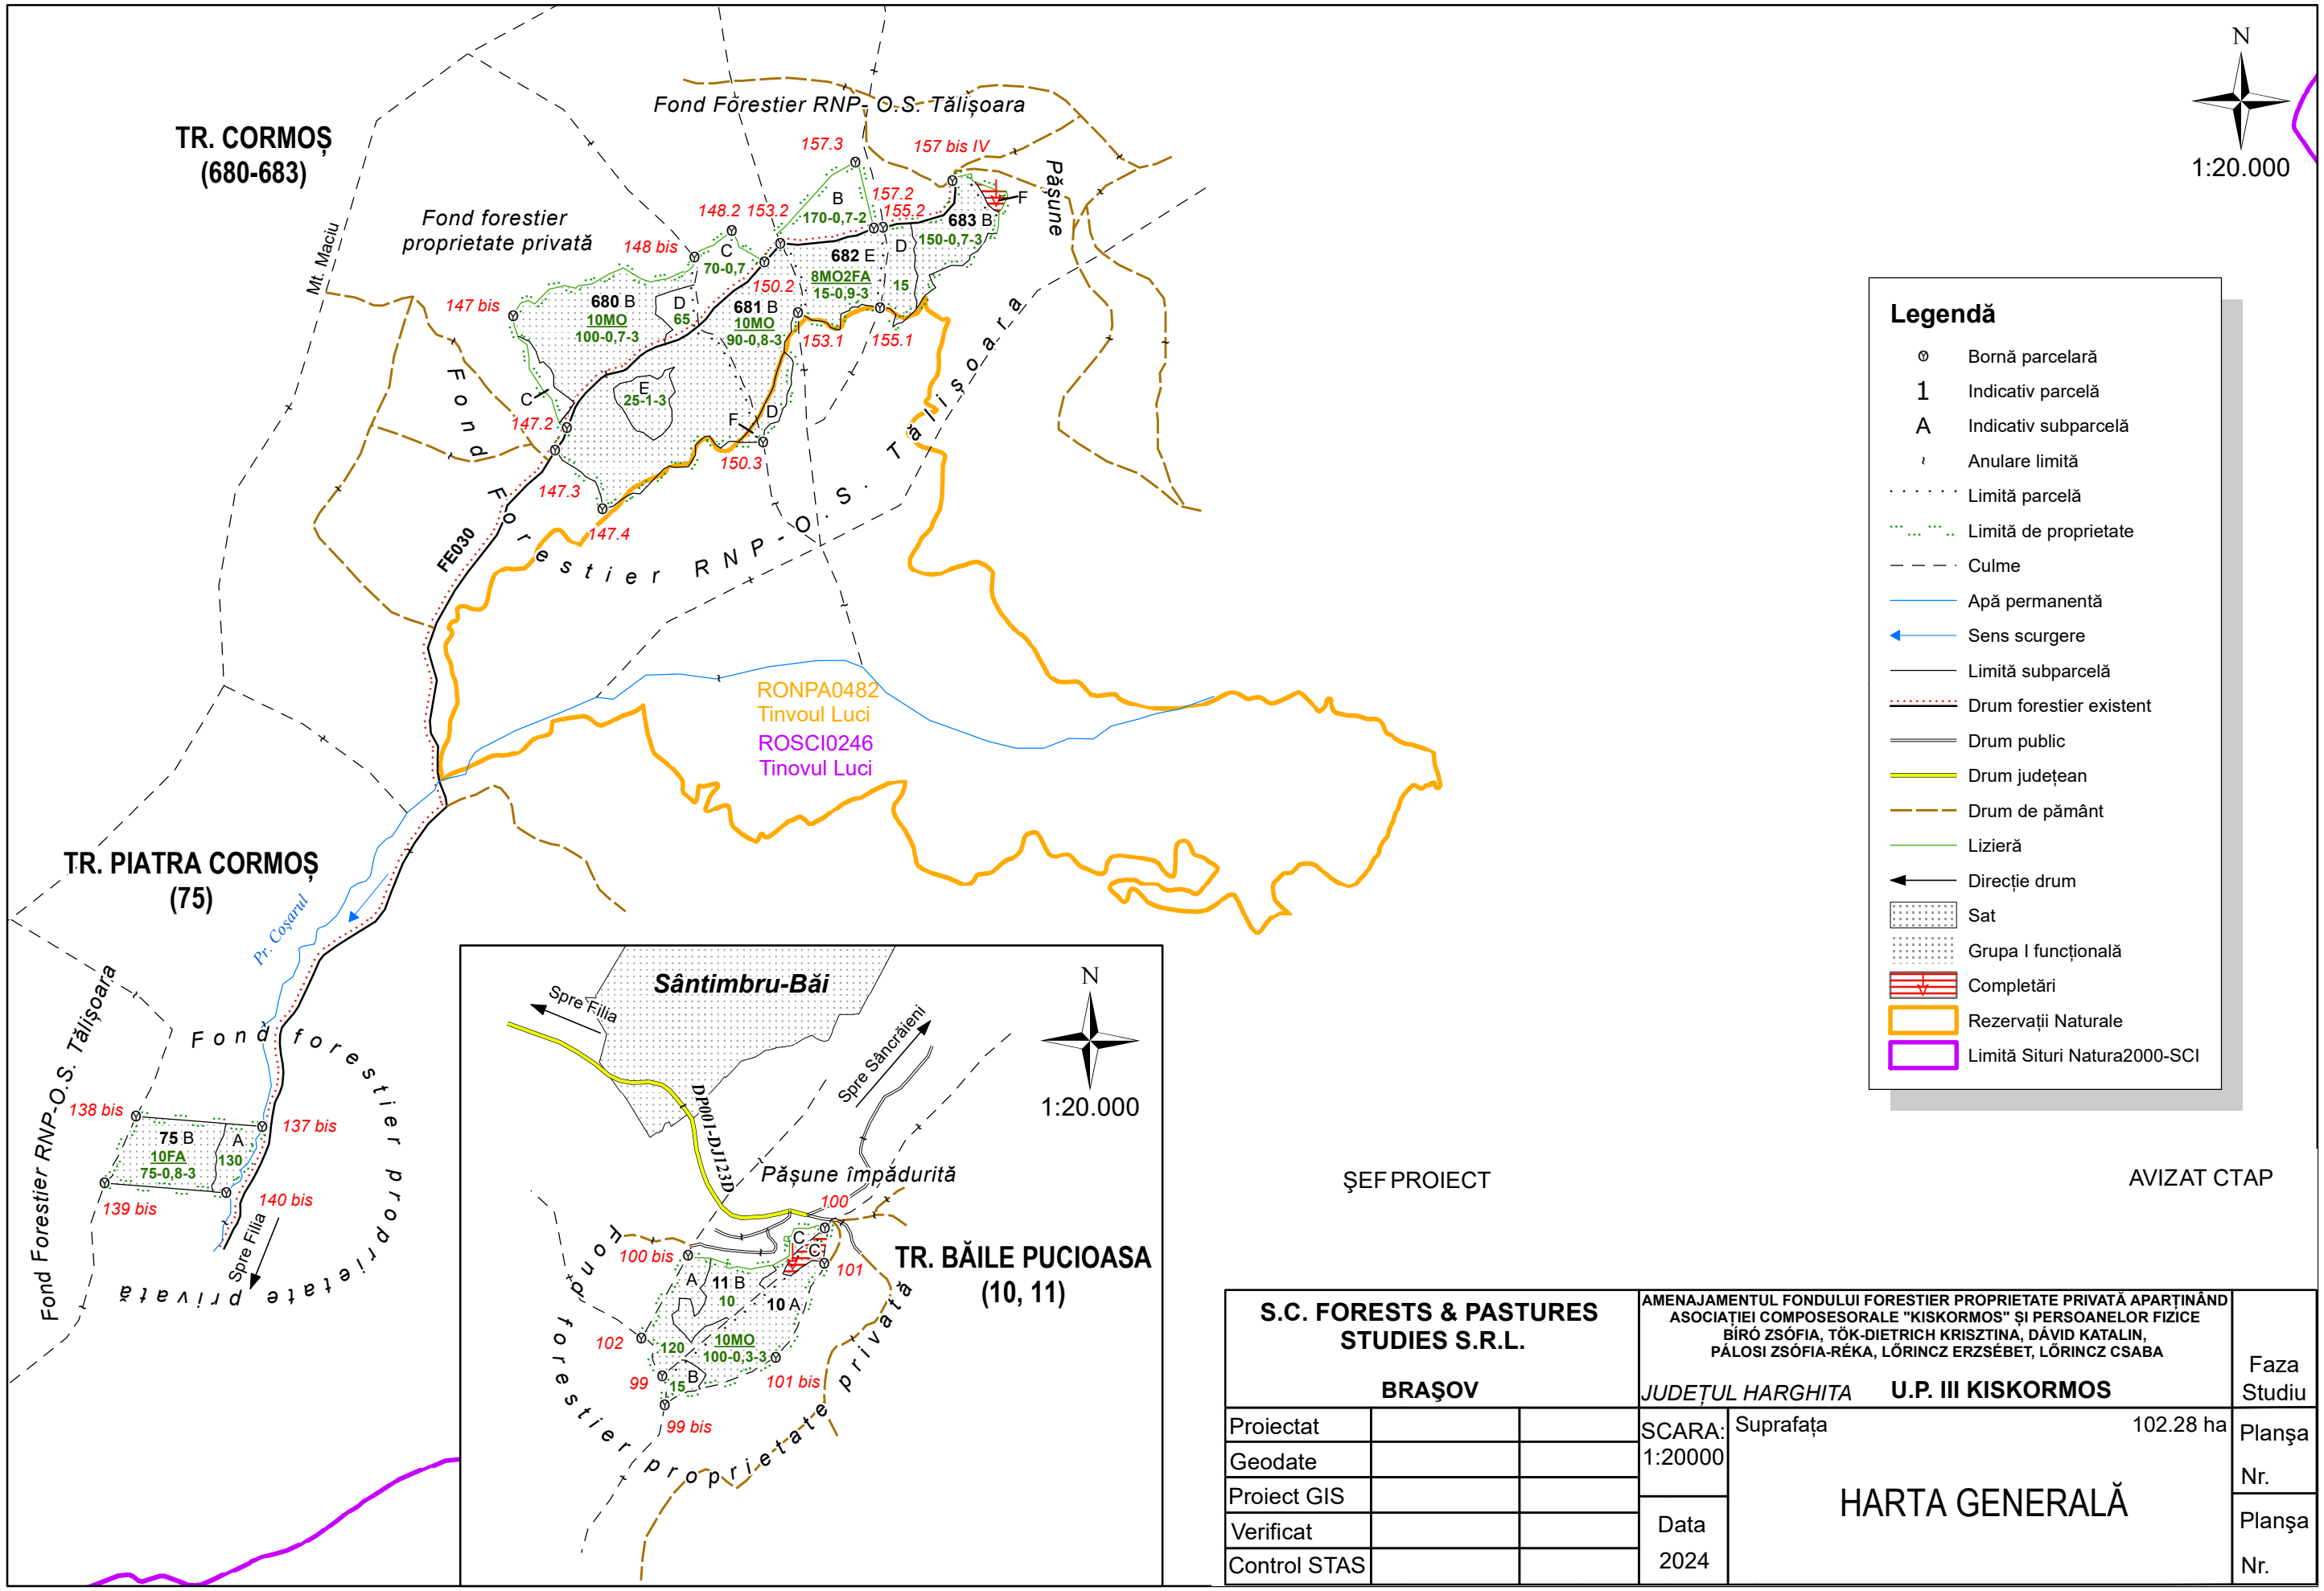 N
1:20.000
TR. CORMOȘ
(680-683)
Fond Forestier RNP- O.S. Tălișoara
Fond forestier
proprietate privată
Mt. Maciu
Pășune
157.3
157 bis IV
157.2
155.2
148.2
153.2
148 bis
147 bis
150.2
153.1
155.1
147.2
147.3
147.4
150.3
B
170-0,7-2
F
683 B
150-0,7-3
D
15
682 E
8MO2FA
15-0,9-3
C
70-0,7
680 B
10MO
100-0,7-3
D
65
681 B
10MO
90-0,8-3
E
25-1-3
C
F
D
Fond Forestier RNP-O.S. Tălișoara
FE030
RONPA0482
Tinvoul Luci
ROSCI0246
Tinovul Luci
TR. PIATRA CORMOȘ
(75)
Pr. Coșarul
Fond Forestier RNP-O.S. Tălișoara
Fond forestier proprietate privată
138 bis
137 bis
139 bis
140 bis
75 B
10FA
75-0,8-3
A
130
Spre Filia
Sântimbru-Băi
Spre Filia
Spre Sâncrăieni
N
1:20.000
DP001-DJ123D
Pășune împădurită
TR. BĂILE PUCIOASA
(10, 11)
100
100 bis
101
102
101 bis
99
99 bis
C
C
A
11 B
10
10 A
10MO
100-0,3-3
120
B
15
Fond forestier proprietate privată
Legendă
Bornă parcelară
1 Indicativ parcelă
A Indicativ subparcelă
Anulare limită
Limită parcelă
Limită de proprietate
Culme
Apă permanentă
Sens scurgere
Limită subparcelă
Drum forestier existent
Drum public
Drum județean
Drum de pământ
Lizieră
Direcție drum
Sat
Grupa I funcțională
Completări
Rezervații Naturale
Limită Situri Natura2000-SCI
ŞEF PROIECT
AVIZAT CTAP
S.C. FORESTS & PASTURES
STUDIES S.R.L.
BRAŞOV
AMENAJAMENTUL FONDULUI FORESTIER PROPRIETATE PRIVATĂ APARȚINÂND
ASOCIAȚIEI COMPOSESORALE "KISKORMOS" ȘI PERSOANELOR FIZICE
BÍRÓ ZSÓFIA, TÖK-DIETRICH KRISZTINA, DÁVID KATALIN,
PÁLOSI ZSÓFIA-RÉKA, LŐRINCZ ERZSÉBET, LŐRINCZ CSABA
JUDEȚUL HARGHITA U.P. III KISKORMOS
Faza
Studiu
Proiectat
Geodate
Proiect GIS
Verificat
Control STAS
SCARA:
1:20000
Data
2024
Suprafața 102.28 ha
HARTA GENERALĂ
Planşa
Nr.
Planşa
Nr.